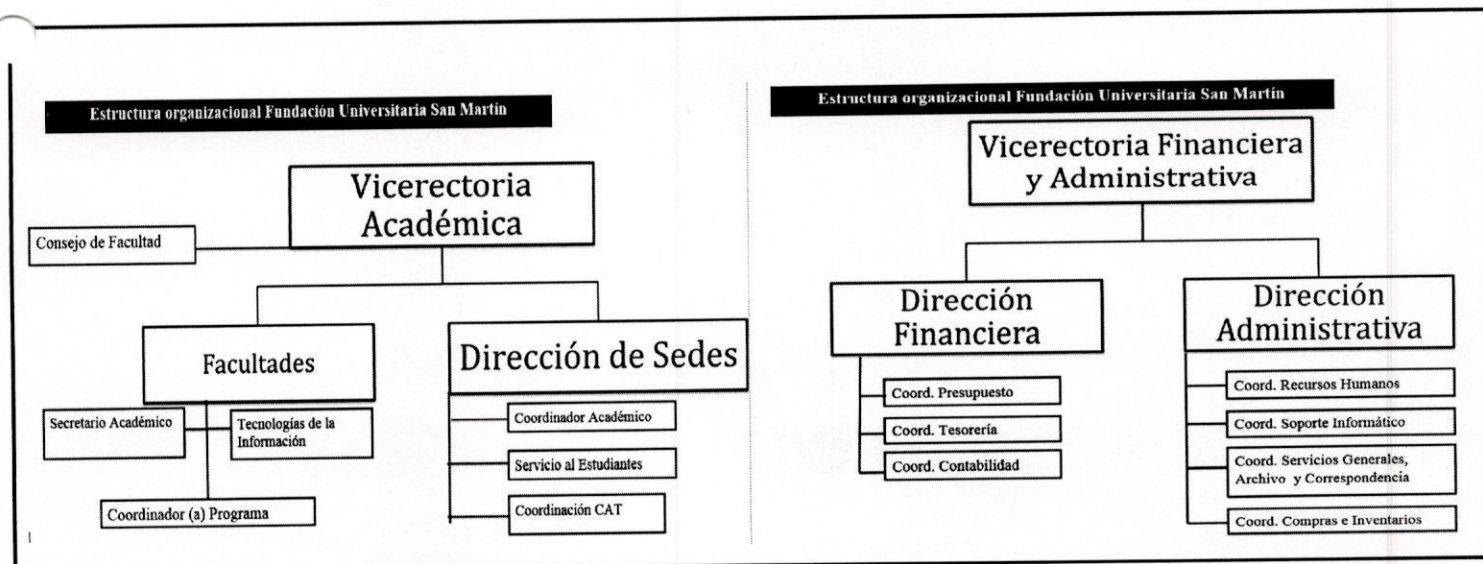 Estructura organizacional Fundación Universitaria San Martín
Vicerectoria
Académica
Consejo de Facultad
Facultades
Dirección de Sedes
Secretario Académico
Tecnologías de la
Información
Coordinador (a) Programa
Coordinador Académico
Servicio al Estudiantes
Coordinación CAT
Estructura organizacional Fundación Universitaria San Martín
Vicerectoria Financiera
y Administrativa
Dirección
Financiera
Coord. Presupuesto
Coord. Tesorería
Coord. Contabilidad
Dirección
Administrativa
Coord. Recursos Humanos
Coord. Soporte Informático
Coord. Servicios Generales,
Archivo y Correspondencia
Coord. Compras e Inventarios